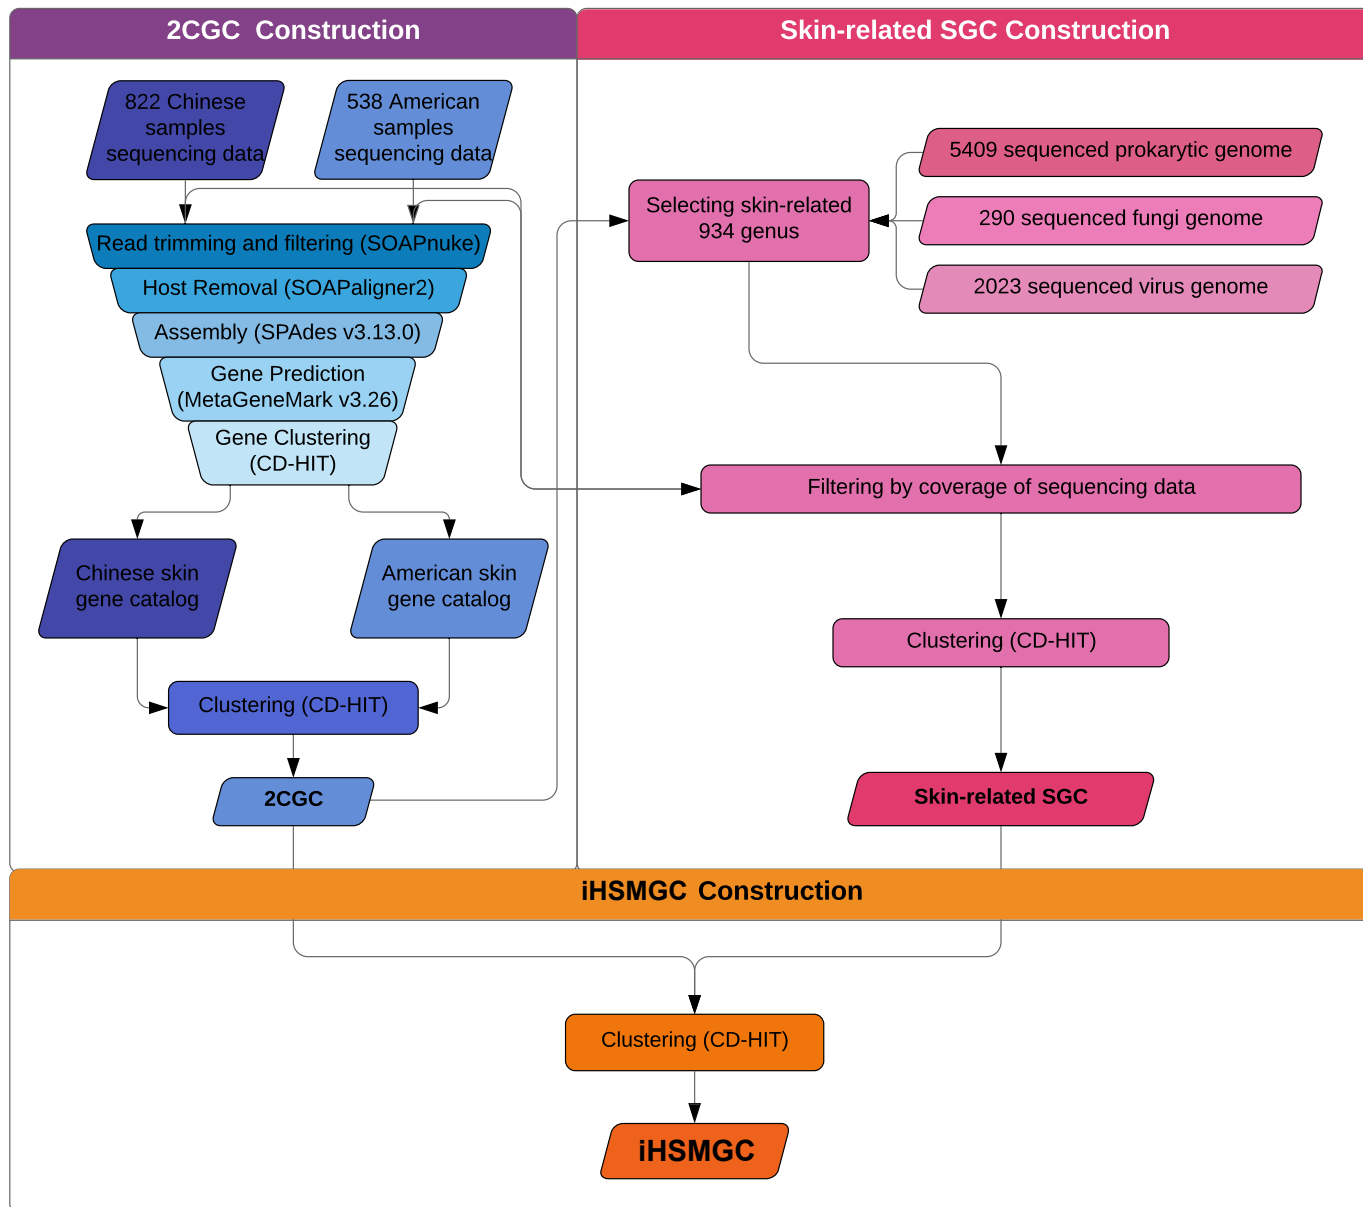 2CGC Construction
Skin-related SGC Construction
822 Chinese
samples
sequencing data
538 American
samples
sequencing data
Read trimming and filtering (SOAPnuke)
Host Removal (SOAPaligner2)
Assembly (SPAdes v3.13.0)
Gene Prediction
(MetaGeneMark v3.26)
Gene Clustering
(CD-HIT)
Chinese skin
gene catalog
American skin
gene catalog
Clustering (CD-HIT)
2CGC
Selecting skin-related
934 genus
5409 sequenced prokarytic genome
290 sequenced fungi genome
2023 sequenced virus genome
Filtering by coverage of sequencing data
Clustering (CD-HIT)
Skin-related SGC
iHSMGC Construction
Clustering (CD-HIT)
iHSMGC